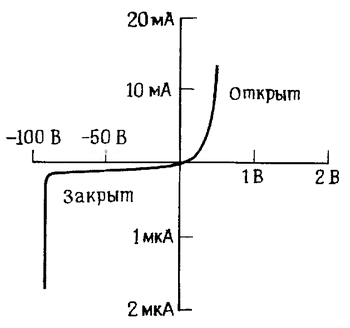 20 мА
10 мА
Открыт
-100 В
-50 В
1 В
2 В
Закрыт
1 мкА
2 мкА